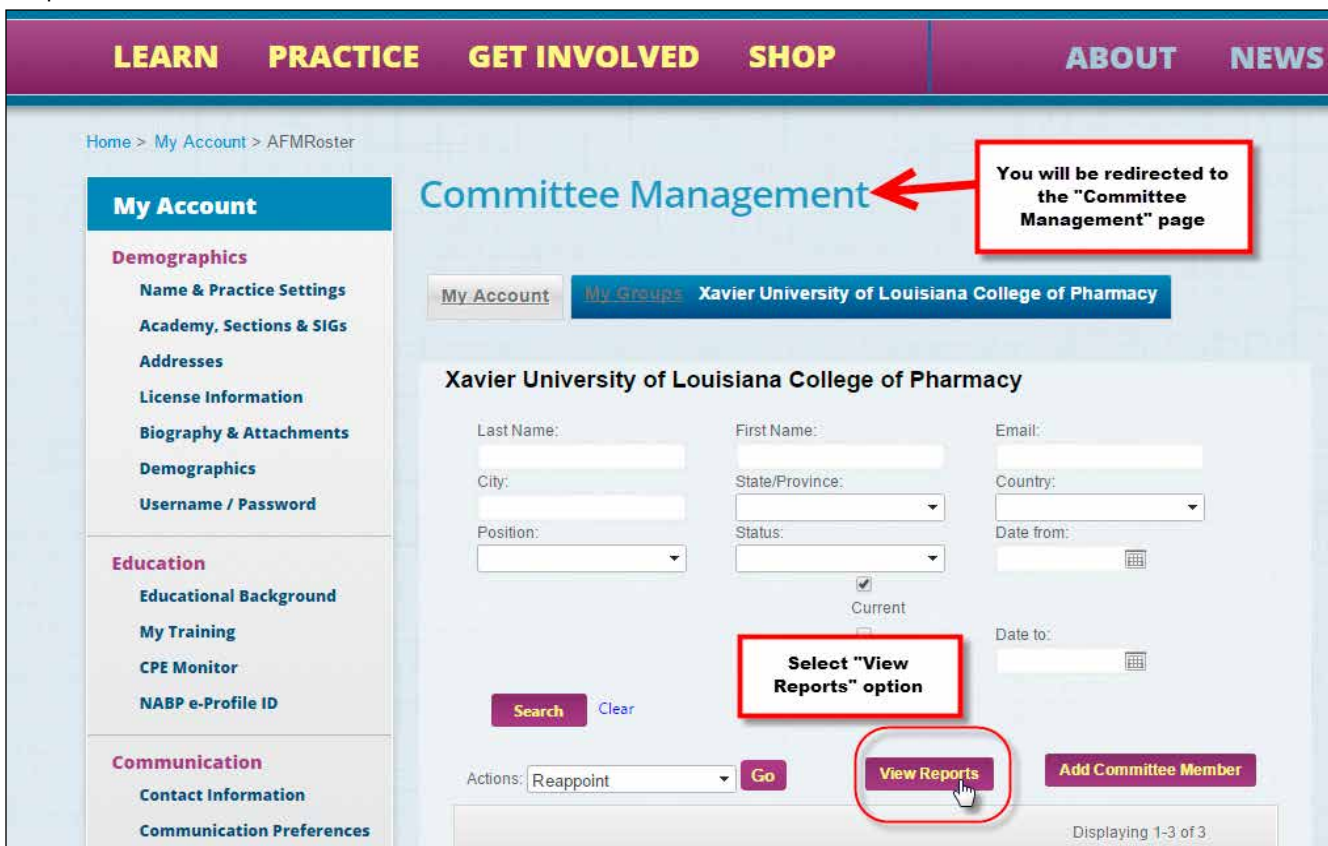 LEARN PRACTICE GET INVOLVED SHOP ABOUT NEWS
Home > My Account > AFMRoster
My Account
Demographics
Name & Practice Settings
Academy, Sections & SIGs
Addresses
License Information
Biography & Attachments
Demographics
Username / Password
Education
Educational Background
My Training
CPE Monitor
NABP e-Profile ID
Communication
Contact Information
Communication Preferences
Committee Management
You will be redirected to
the "Committee
Management" page
My Account My Groups Xavier University of Louisiana College of Pharmacy
Xavier University of Louisiana College of Pharmacy
Last Name: First Name: Email:
City: State/Province: Country:
Position: Status: Date from:
Current
Date to:
Select "View
Reports" option
Search Clear
Actions: Reappoint Go View Reports Add Committee Member
Displaying 1-3 of 3